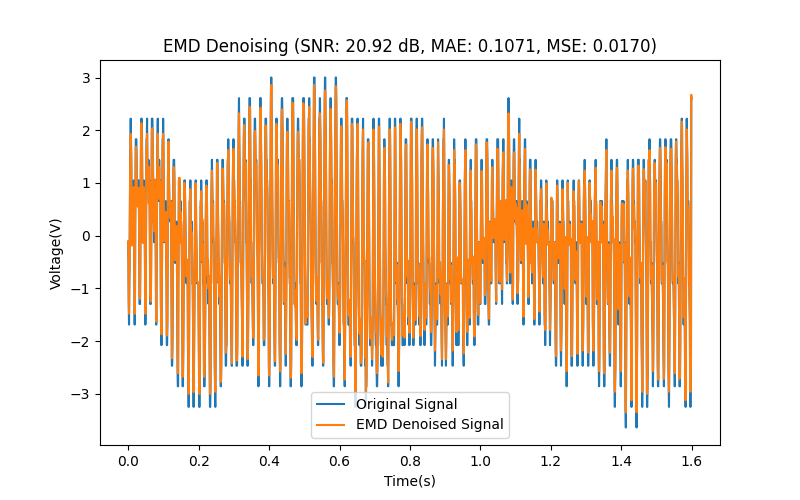 EMD Denoising (SNR: 20.92 dB, MAE: 0.1071, MSE: 0.0170)
3
2
1
0
−1
−2
−3
Voltage(V)
Original Signal
EMD Denoised Signal
0.0 0.2 0.4 0.6 0.8 1.0 1.2 1.4 1.6
Time(s)